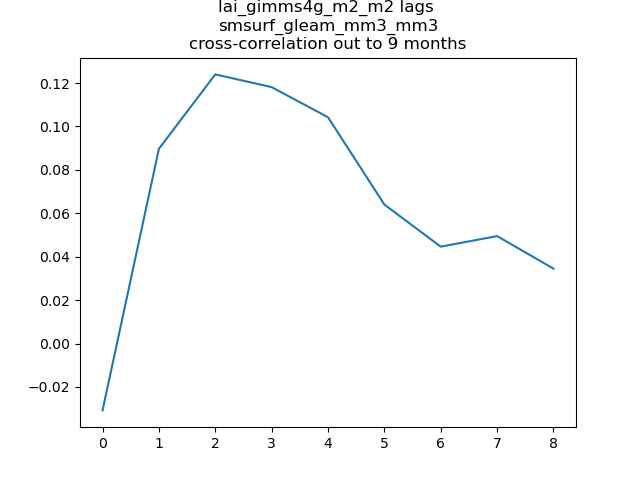 lai_gimms4g_m2_m2 lags
smsurf_gleam_mm3_mm3
cross-correlation out to 9 months
0.12
0.10
0.08
0.06
0.04
0.02
0.00
−0.02
0 1 2 3 4 5 6 7 8